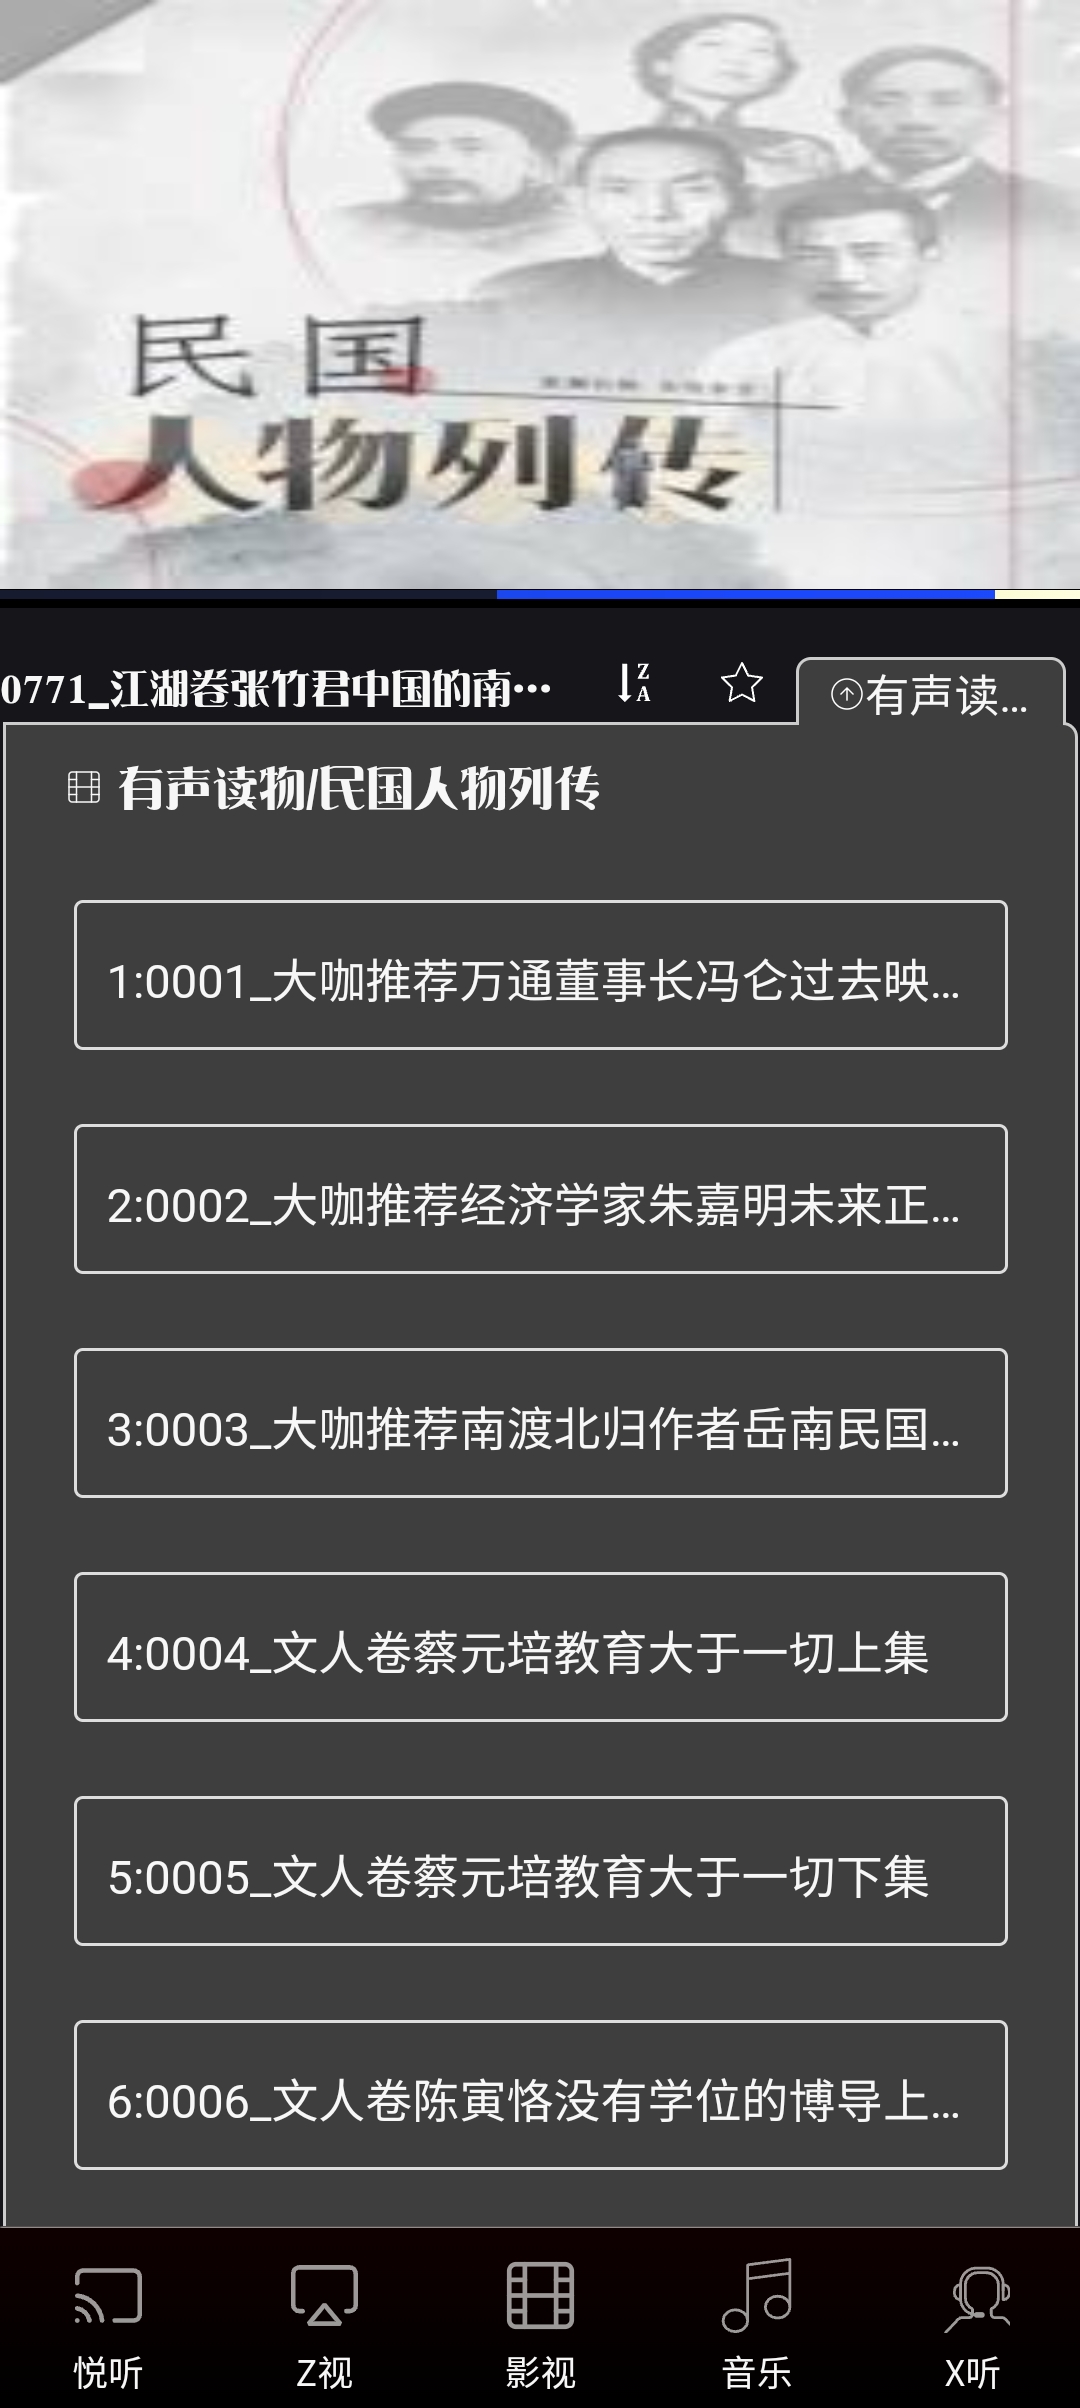 民国
人物列传
0771_江湖卷张竹君中国的南…
Z
A
有声读...
有声读物/民国人物列传
1:0001_大咖推荐万通董事长冯仑过去映...
2:0002_大咖推荐经济学家朱嘉明未来正...
3:0003_大咖推荐南渡北归作者岳南民国...
4:0004_文人卷蔡元培教育大于一切上集
5:0005_文人卷蔡元培教育大于一切下集
6:0006_文人卷陈寅恪没有学位的博导上...
悦听
Z视
影视
音乐
X听